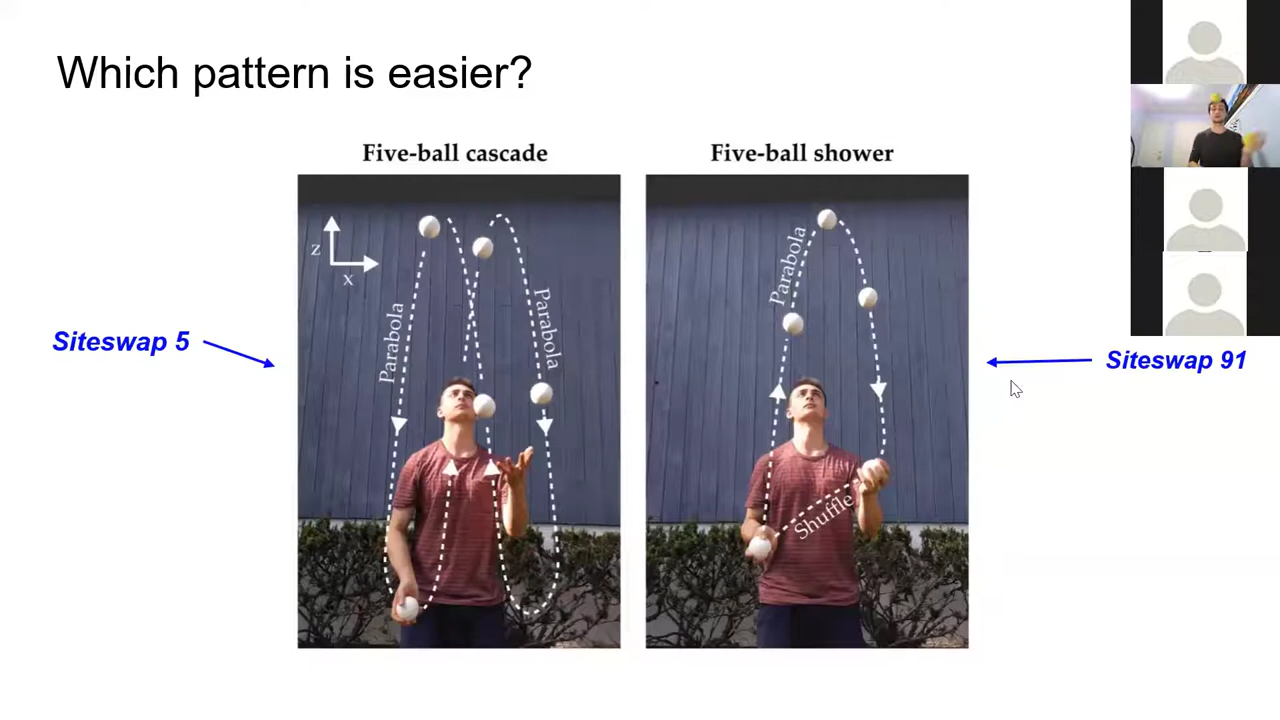 Which pattern is easier?
Five-ball cascade
Five-ball shower
z
x
Parabola
Parabola
Parabola
Shuffle
Siteswap 5
Siteswap 91